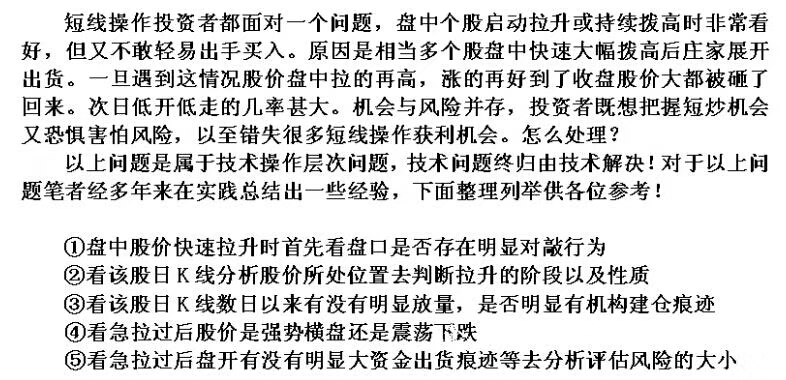 短线操作投资者都面对一个问题，盘中个股启动拉升或持续拨高时非常看
好，但又不敢轻易出手买入。原因是相当多个股盘中快速大幅拨高后庄家展开
出货。一旦遇到这情况股价盘中拉的再高，涨的再好到了收盘股价大都被砸了
回来。次日低开低走的几率甚大。机会与风险并存，投资者既想把握短炒机会
又恐惧害怕风险，以至错失很多短线操作获利机会。怎么处理？
以上问题是属于技术操作层次问题，技术问题终归由技术解决！对于以上问
题笔者经多年来在实践总结出一些经验，下面整理列举供各位参考！
①盘中股价快速拉升时首先看盘口是否存在明显对敲行为
②看该股日K线分析股价所处位置去判断拉升的阶段以及性质
③看该股日K线数日以来有没有明显放量，是否明显有机构建仓痕迹
④看急拉过后股价是强势横盘还是震荡下跌
⑤看急拉过后盘开有没有明显大资金出货痕迹等去分析评估风险的大小